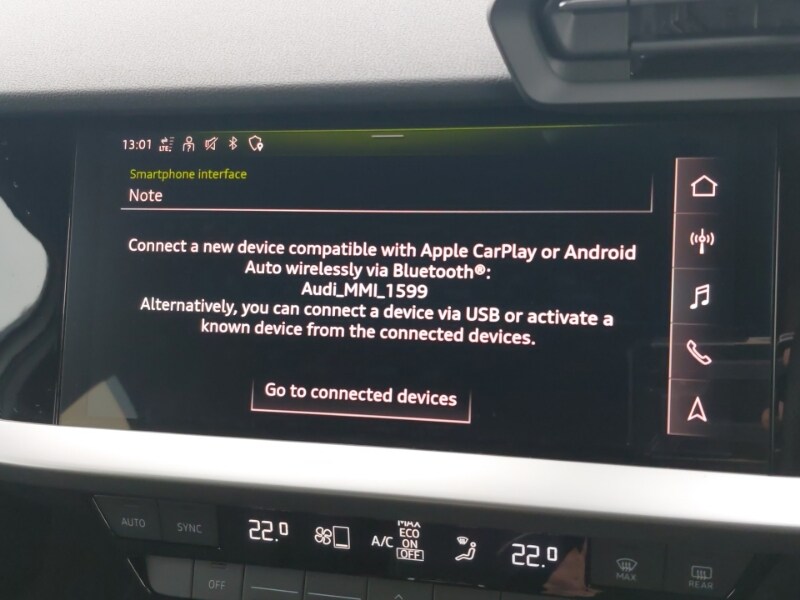 13:01 LTE
Smartphone interface
Note
Connect a new device compatible with Apple CarPlay or Android
Auto wirelessly via Bluetooth®:
Audi_MMI_1599
Alternatively, you can connect a device via USB or activate a
known device from the connected devices.
Go to connected devices
AUTO SYNC 22.0 A/C MAX
ECO
ON
OFF 22.0 MAX REAR
OFF